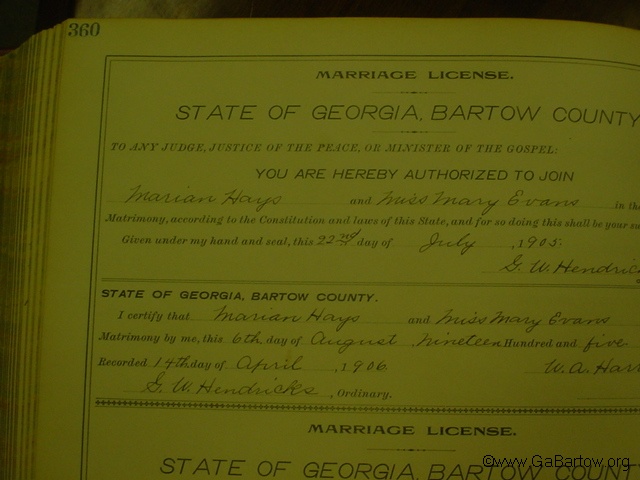 360
MARRIAGE LICENSE.
STATE OF GEORGIA, BARTOW COUNTY
TO ANY JUDGE, JUSTICE OF THE PEACE, OR MINISTER OF THE GOSPEL:
YOU ARE HEREBY AUTHORIZED TO JOIN
Marian Hays and Miss Mary Evans in the
Matrimony, according to the Constitution and laws of this State, and for so doing this shall be your
Given under my hand and seal, this 22nd day of July, 1905.
G. W. Hendric
STATE OF GEORGIA, BARTOW COUNTY.
I certify that Marian Hays and Miss Mary Evans
Matrimony by me, this 6th. day of August, Nineteen Hundred and five
Recorded 14th day of April, 1906. W. A. Har
G. W. Hendricks, Ordinary.
MARRIAGE LICENSE.
STATE OF GEORGIA, BARTOW COUNT
©www.GaBartow.org